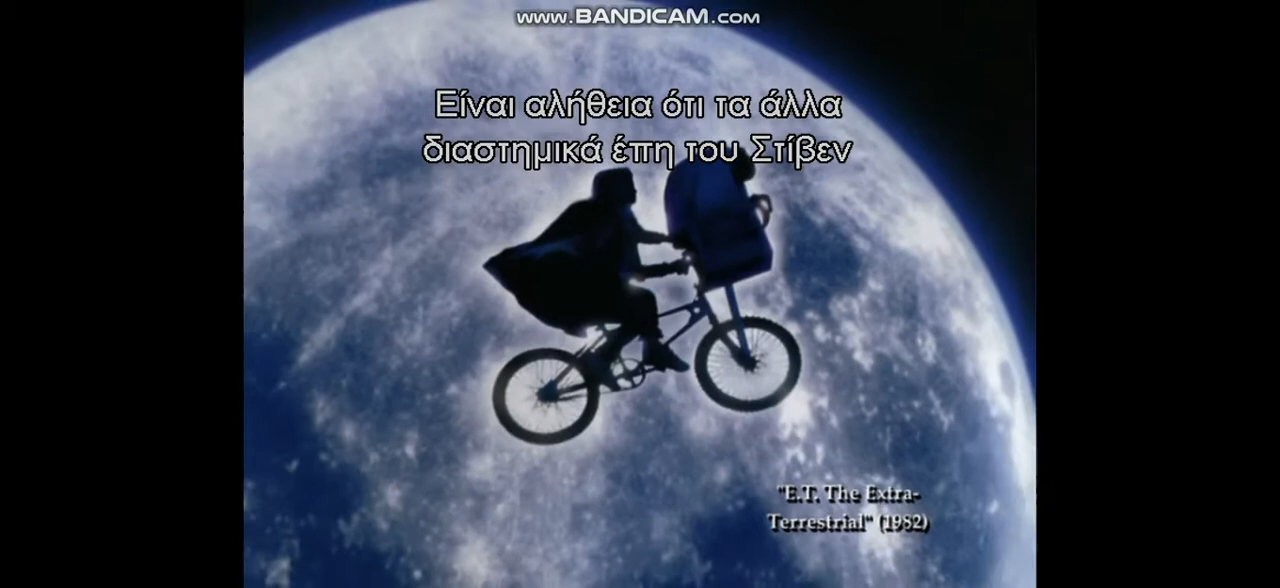 www.BANDICAM.com
Είναι αλήθεια ότι τα άλλα
διαστημικά έπη του Στίβεν
"E.T. The Extra-
Terrestrial" (1982)